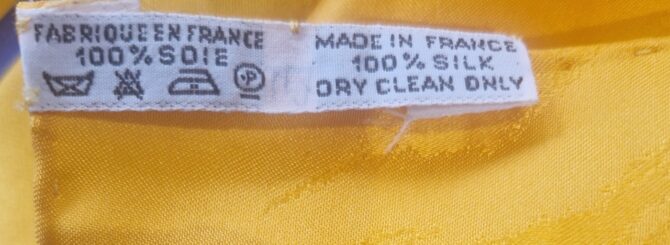 FABRIQUE EN FRANCE
100% SOIE
P
MADE IN FRANCE
100% SILK
DRY CLEAN ONLY